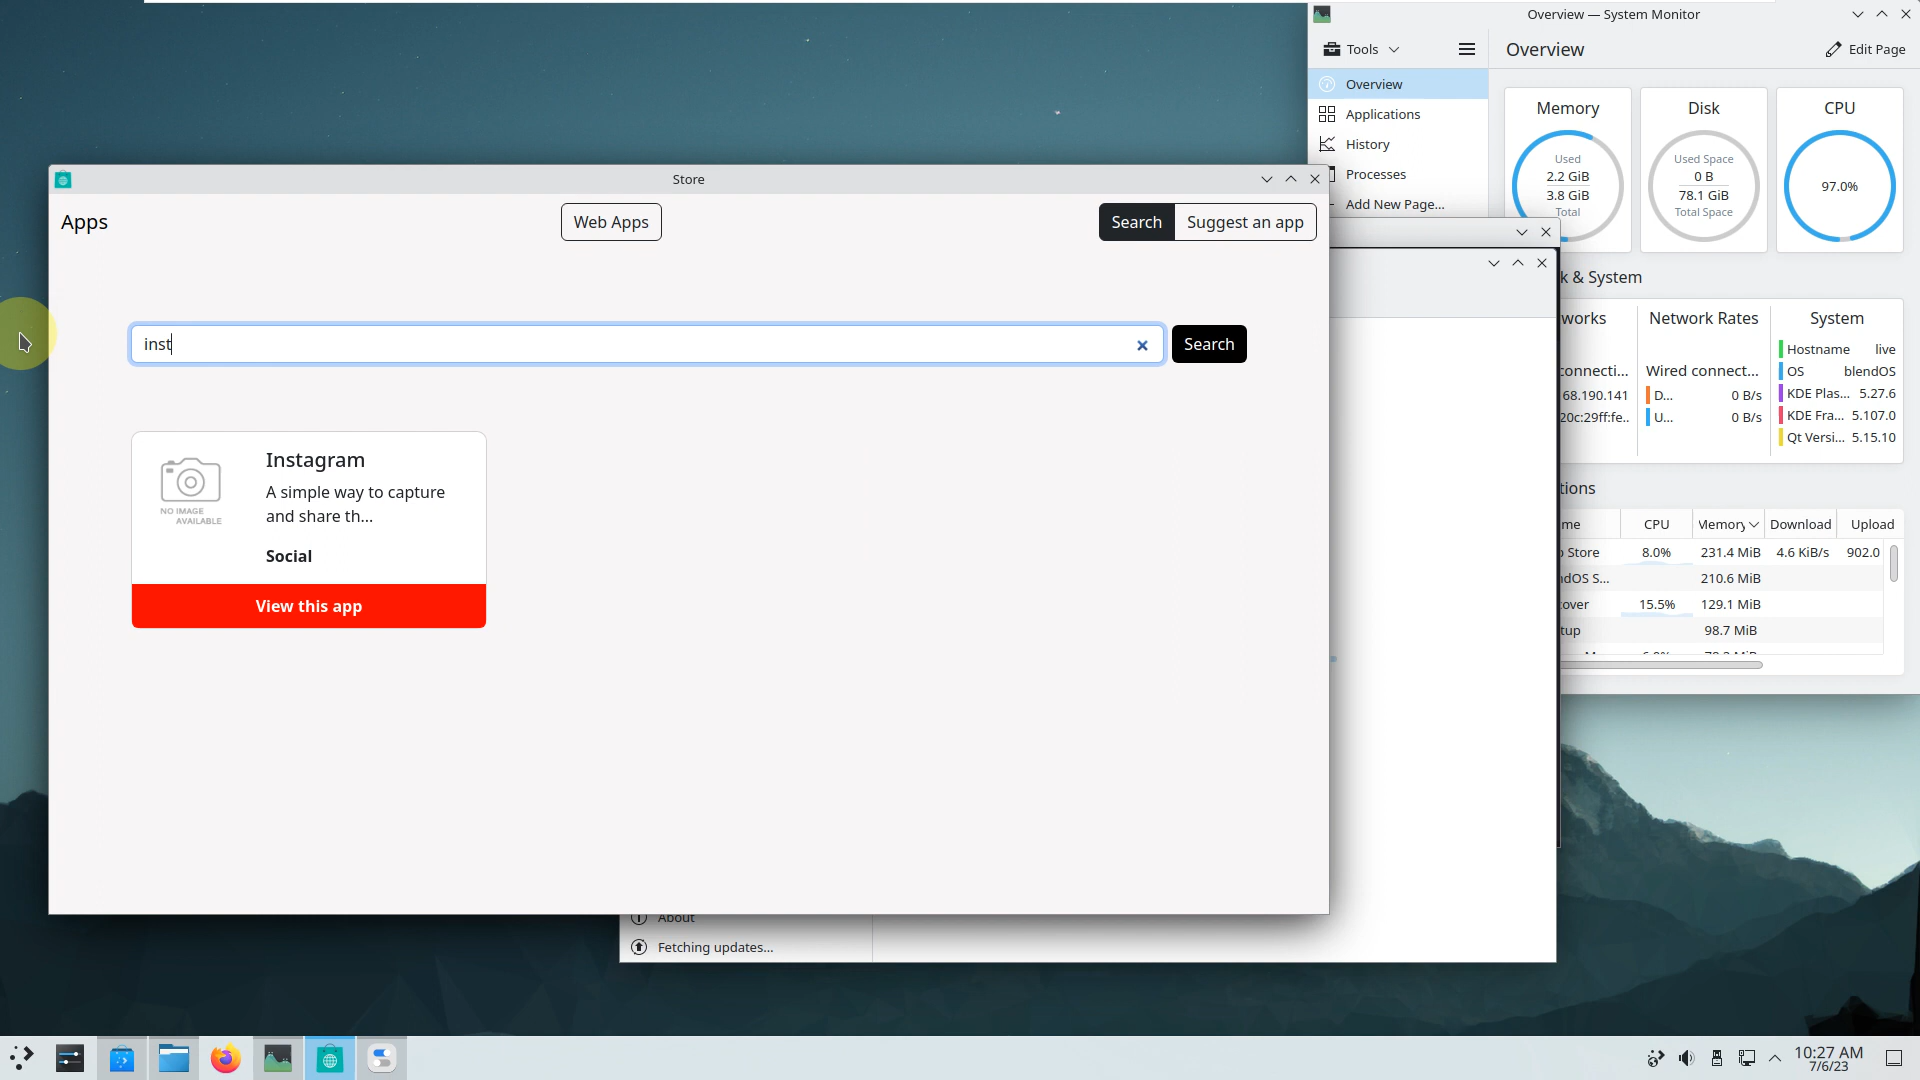 Overview — System Monitor
Tools
Overview
Edit Page
Overview
Applications
History
Processes
Add New Page...
Memory
Used
2.2 GiB
3.8 GiB
Total
Disk
Used Space
0 B
78.1 GiB
Total Space
CPU
97.0%
Store
Apps
Web Apps
Search
Suggest an app
inst
Search
Instagram
NO IMAGE
AVAILABLE
A simple way to capture
and share th...
Social
View this app
k & System
works
onnecti...
68.190.141
20c:29ff:fe..
Network Rates
Wired connect...
D... 0 B/s
U... 0 B/s
System
Hostname live
OS blendOS
KDE Plas... 5.27.6
KDE Fra... 5.107.0
Qt Versi... 5.15.10
tions
me CPU Memory Download Upload
Store 8.0% 231.4 MiB 4.6 KiB/s 902.0
dOS S... 210.6 MiB
cover 15.5% 129.1 MiB
tup 98.7 MiB
About
Fetching updates...
10:27 AM
7/6/23